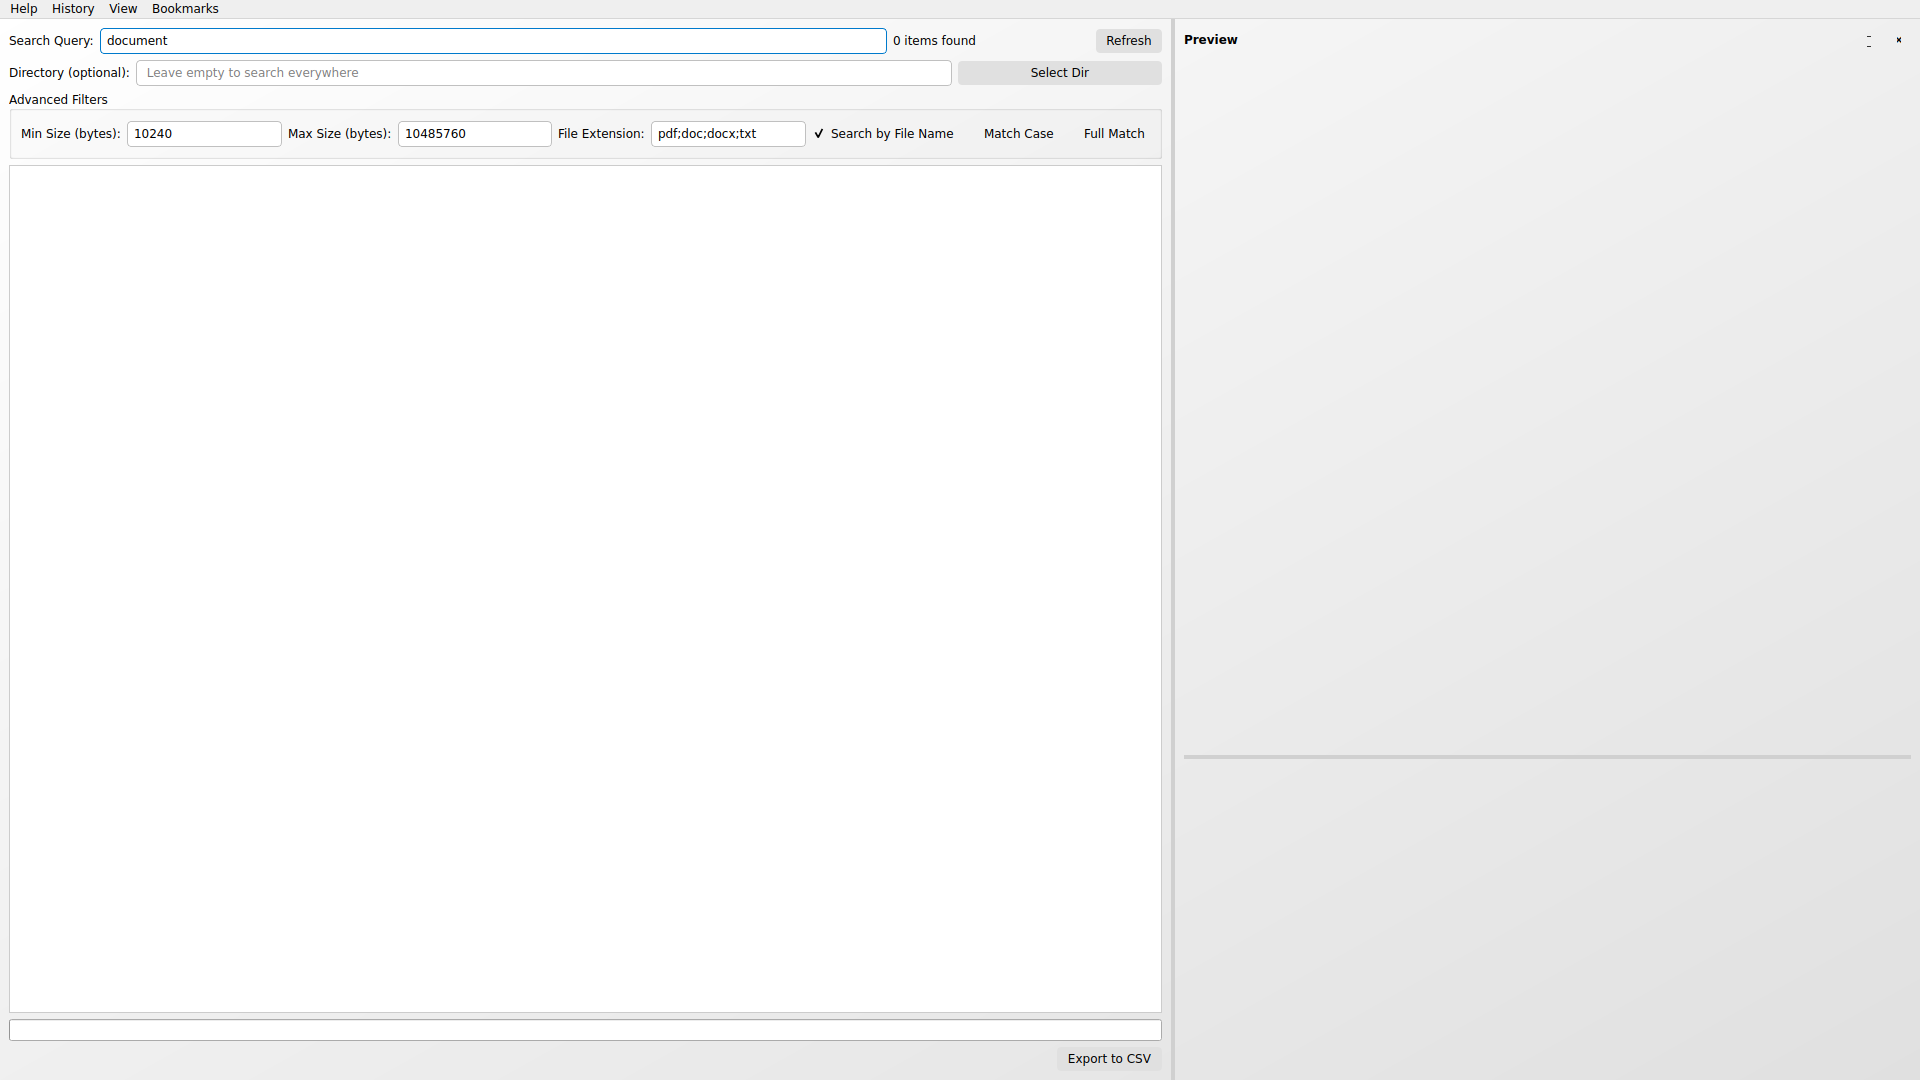 Help History View Bookmarks
Search Query: document 0 items found Refresh
Directory (optional): Leave empty to search everywhere Select Dir
Advanced Filters
Min Size (bytes): 10240 Max Size (bytes): 10485760 File Extension: pdf;doc;docx;txt ✓ Search by File Name Match Case Full Match
Export to CSV
Preview